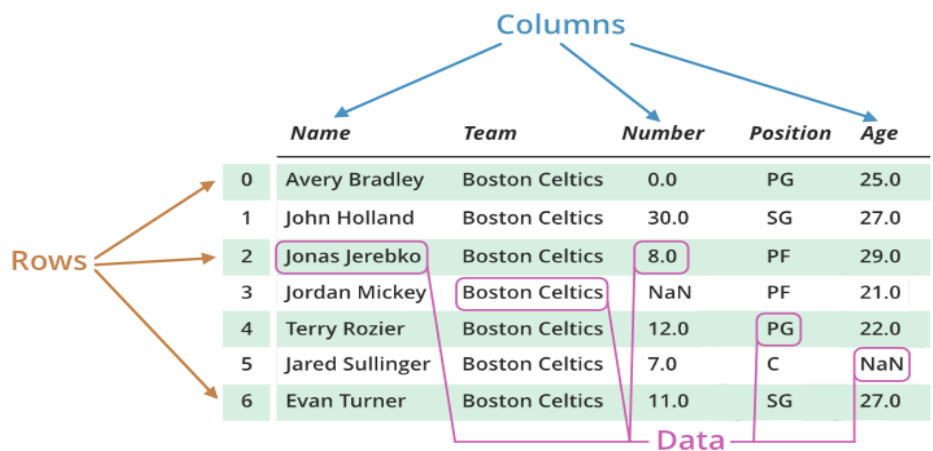 Columns
Name Team Number Position Age
0 Avery Bradley Boston Celtics 0.0 PG 25.0
1 John Holland Boston Celtics 30.0 SG 27.0
Rows
2 Jonas Jerebko Boston Celtics 8.0 PF 29.0
3 Jordan Mickey Boston Celtics NaN PF 21.0
4 Terry Rozier Boston Celtics 12.0 PG 22.0
5 Jared Sullinger Boston Celtics 7.0 C NaN
6 Evan Turner Boston Celtics 11.0 SG 27.0
Data